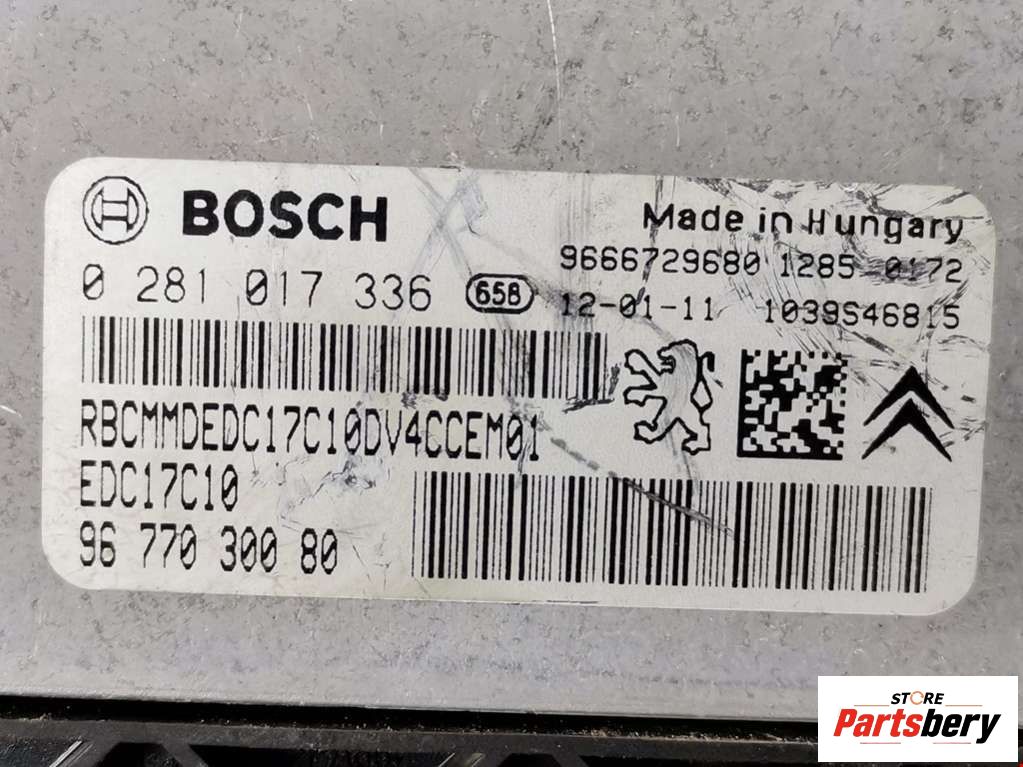 BOSCH
Made in Hungary
9666729680 1285 0172
0 281 017 336 658
12-01-11 1039S46815
RBCMMDEDC17C10DV4CCEM01
EDC17C10
96 770 300 80
STORE
Partsbery